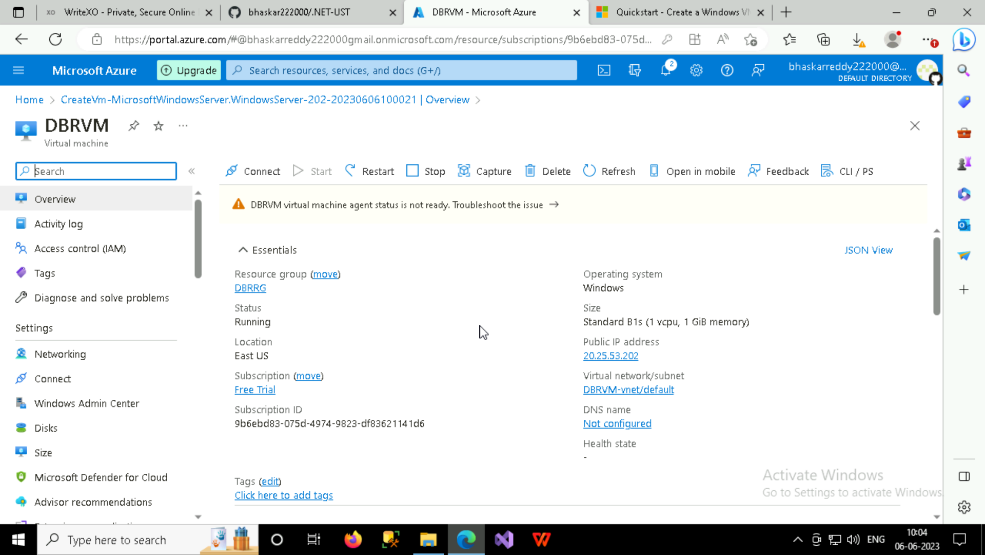 WriteXO - Private, Secure Online
bhaskar222000/.NET-UST
DBRVM - Microsoft Azure
Quickstart - Create a Windows V
https://portal.azure.com/#@bhaskarreddy222000gmail.onmicrosoft.com/resource/subscriptions/9b6ebd83-075d...
Microsoft Azure
Upgrade
Search resources, services, and docs (G+/)
2
bhaskarreddy222000@...
DEFAULT DIRECTORY
Home > CreateVm-MicrosoftWindowsServer.WindowsServer-202-20230606100021 | Overview >
DBRVM
Virtual machine
Search
Connect Start Restart Stop Capture Delete Refresh Open in mobile Feedback CLI / PS
DBRVM virtual machine agent status is not ready. Troubleshoot the issue →
Overview
Activity log
Access control (IAM)
Tags
Diagnose and solve problems
Settings
Networking
Connect
Windows Admin Center
Disks
Size
Microsoft Defender for Cloud
Advisor recommendations
Essentials
JSON View
Resource group (move)
DBRRG
Status
Running
Location
East US
Subscription (move)
Free Trial
Subscription ID
9b6ebd83-075d-4974-9823-df83621141d6
Operating system
Windows
Size
Standard B1s (1 vcpu, 1 GiB memory)
Public IP address
20.25.53.202
Virtual network/subnet
DBRVM-vnet/default
DNS name
Not configured
Health state
-
Tags (edit)
Click here to add tags
Activate Windows
Go to Settings to activate Windows.
Type here to search
ENG
10:04
06-06-2023